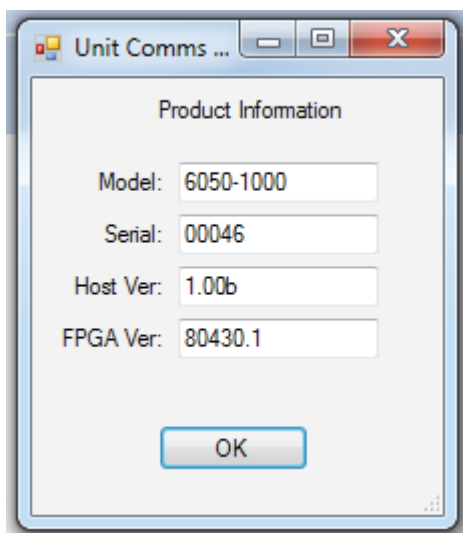 Unit Comms ...
Product Information
Model: 6050-1000
Serial: 00046
Host Ver: 1.00b
FPGA Ver: 80430.1
OK